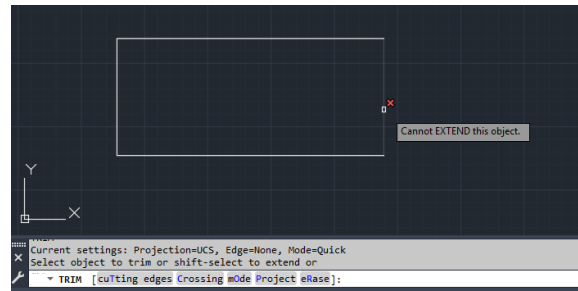 Cannot EXTEND this object.
Y
X
Current settings: Projection=UCS, Edge=None, Mode=Quick
Select object to trim or shift-select to extend or
TRIM [cuTting edges Crossing mOde Project eRase]: